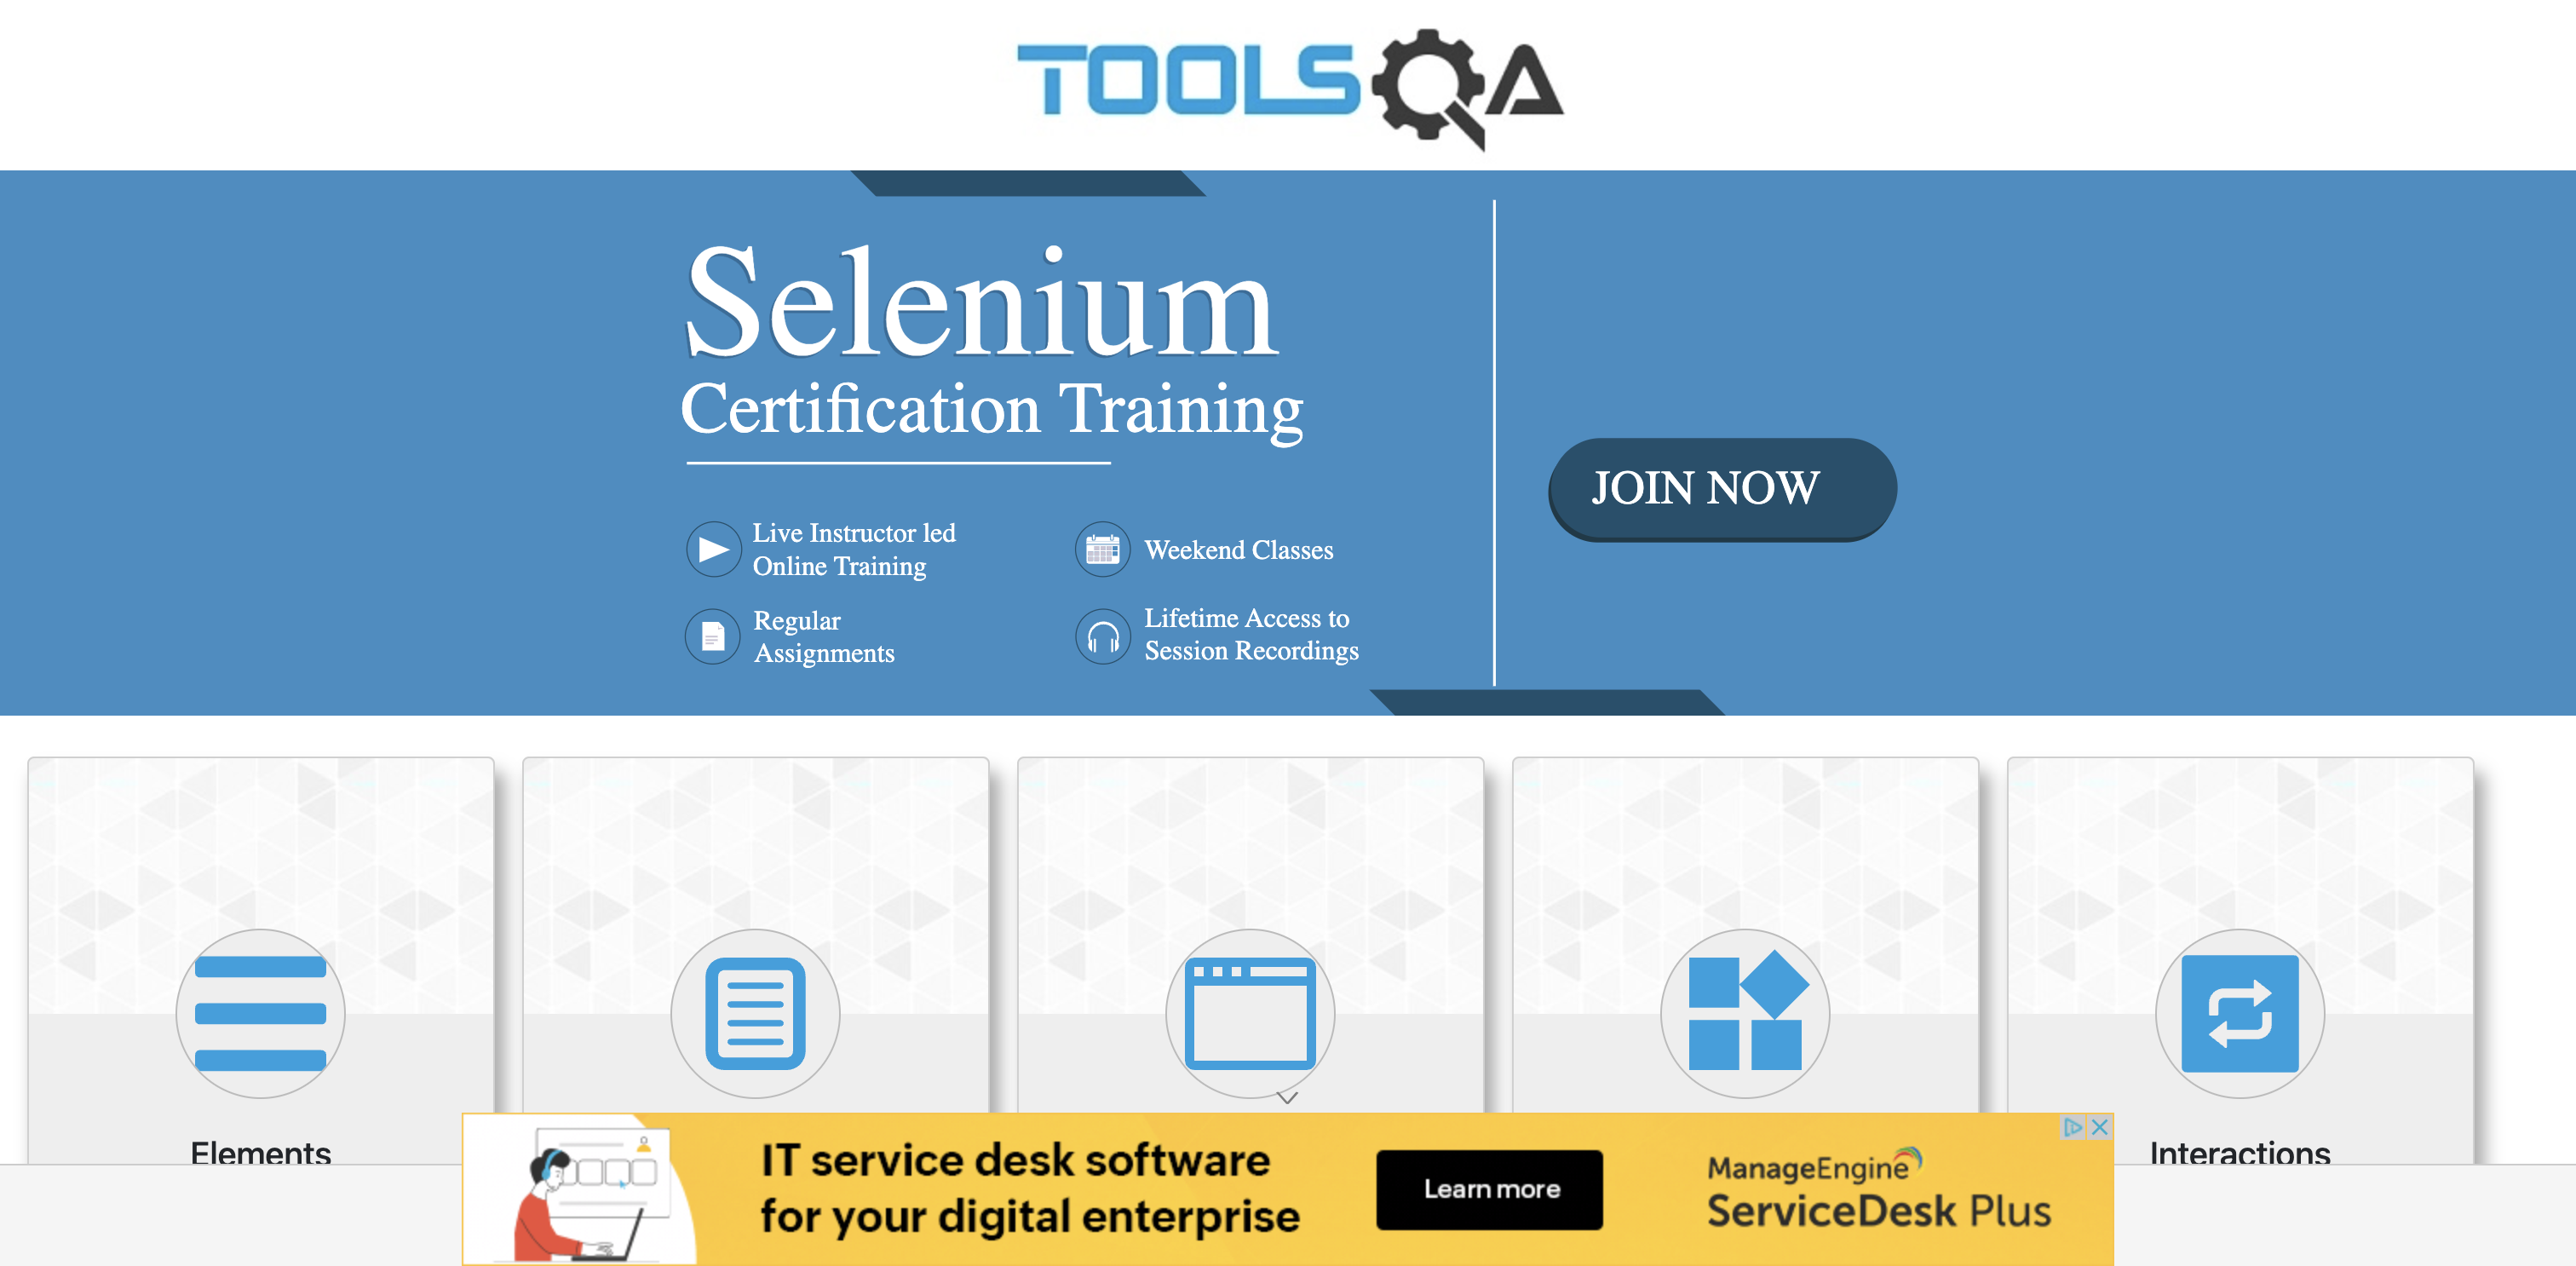 TOOLSQA
Selenium
Certification Training
JOIN NOW
Live Instructor led
Online Training
Weekend Classes
Regular
Assignments
Lifetime Access to
Session Recordings
Elements
Interactions
IT service desk software
for your digital enterprise
Learn more
ManageEngine
ServiceDesk Plus